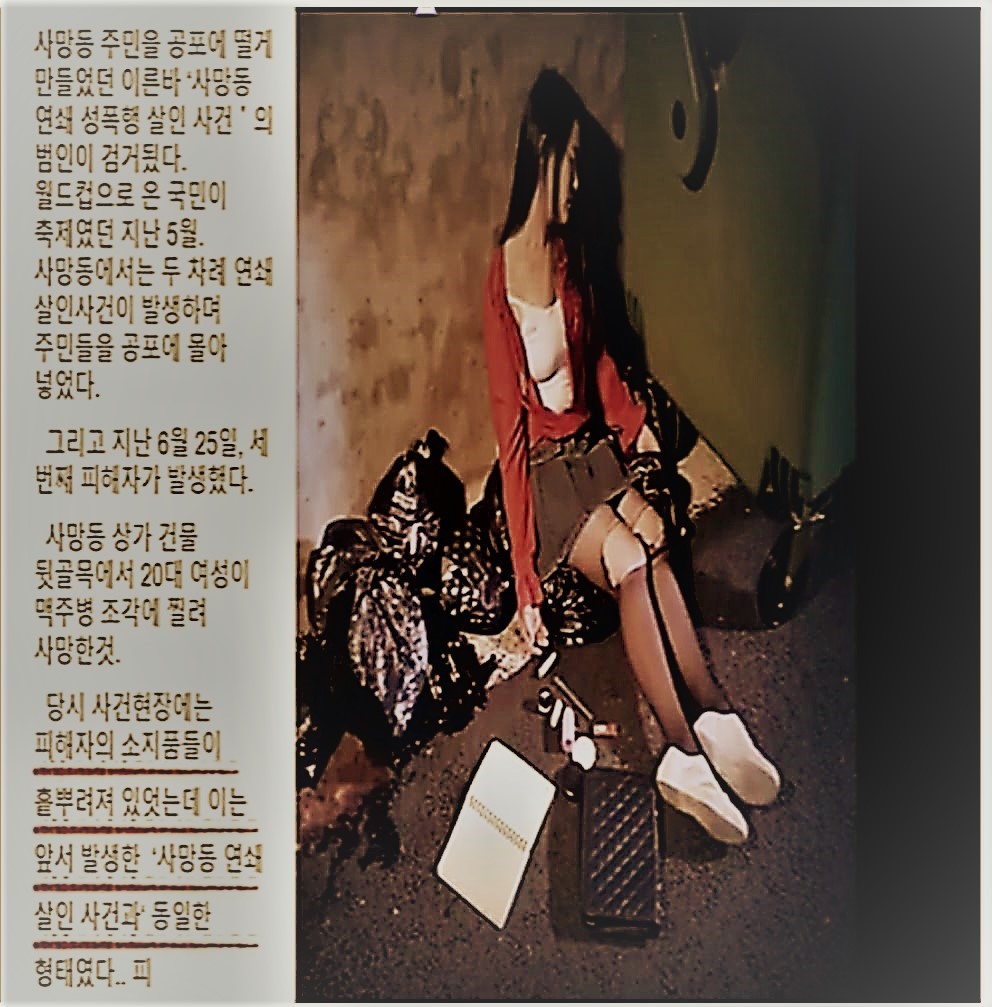 사망동 주민을 공포에 떨게
만들었던 이른바 '사망동
연쇄 성폭행 살인 사건 ' 의
범인이 검거됐다.
월드컵으로 은 국민이
축제였던 지난 5월.
사망동에서는 두 차례 연쇄
살인사건이 발생하며
주민들을 공포에 몰아
넣었다.
그리고 지난 6월 25일, 세
번째 피해자가 발생했다.
사망동 상가 건물
뒷골목에서 20대 여성이
맥주병 조각에 찔려
사망한것.
당시 사건현장에는
피해자의 소지품들이
흩뿌려져 있엇는데 이는
앞서 발생한 '사망동 연쇄
살인 사건과' 동일한
형태였다.. 피